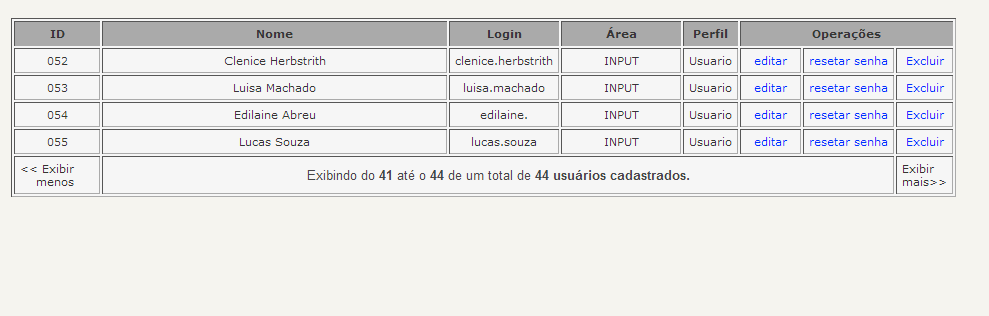 ID Nome Login Área Perfil Operações
052 Clenice Herbstrith clenice.herbstrith INPUT Usuario editar resetar senha Excluir
053 Luisa Machado luisa.machado INPUT Usuario editar resetar senha Excluir
054 Edilaine Abreu edilaine. INPUT Usuario editar resetar senha Excluir
055 Lucas Souza lucas.souza INPUT Usuario editar resetar senha Excluir
<< Exibir
menos
Exibindo do 41 até o 44 de um total de 44 usuários cadastrados.
Exibir
mais>>